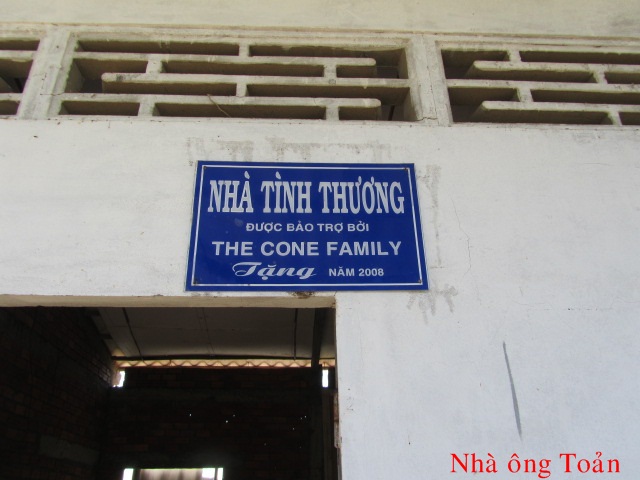 NHÀ TÌNH THƯƠNG
ĐƯỢC BẢO TRỢ BỞI
THE CONE FAMILY
Tặng NĂM 2008
Nhà ông Toản